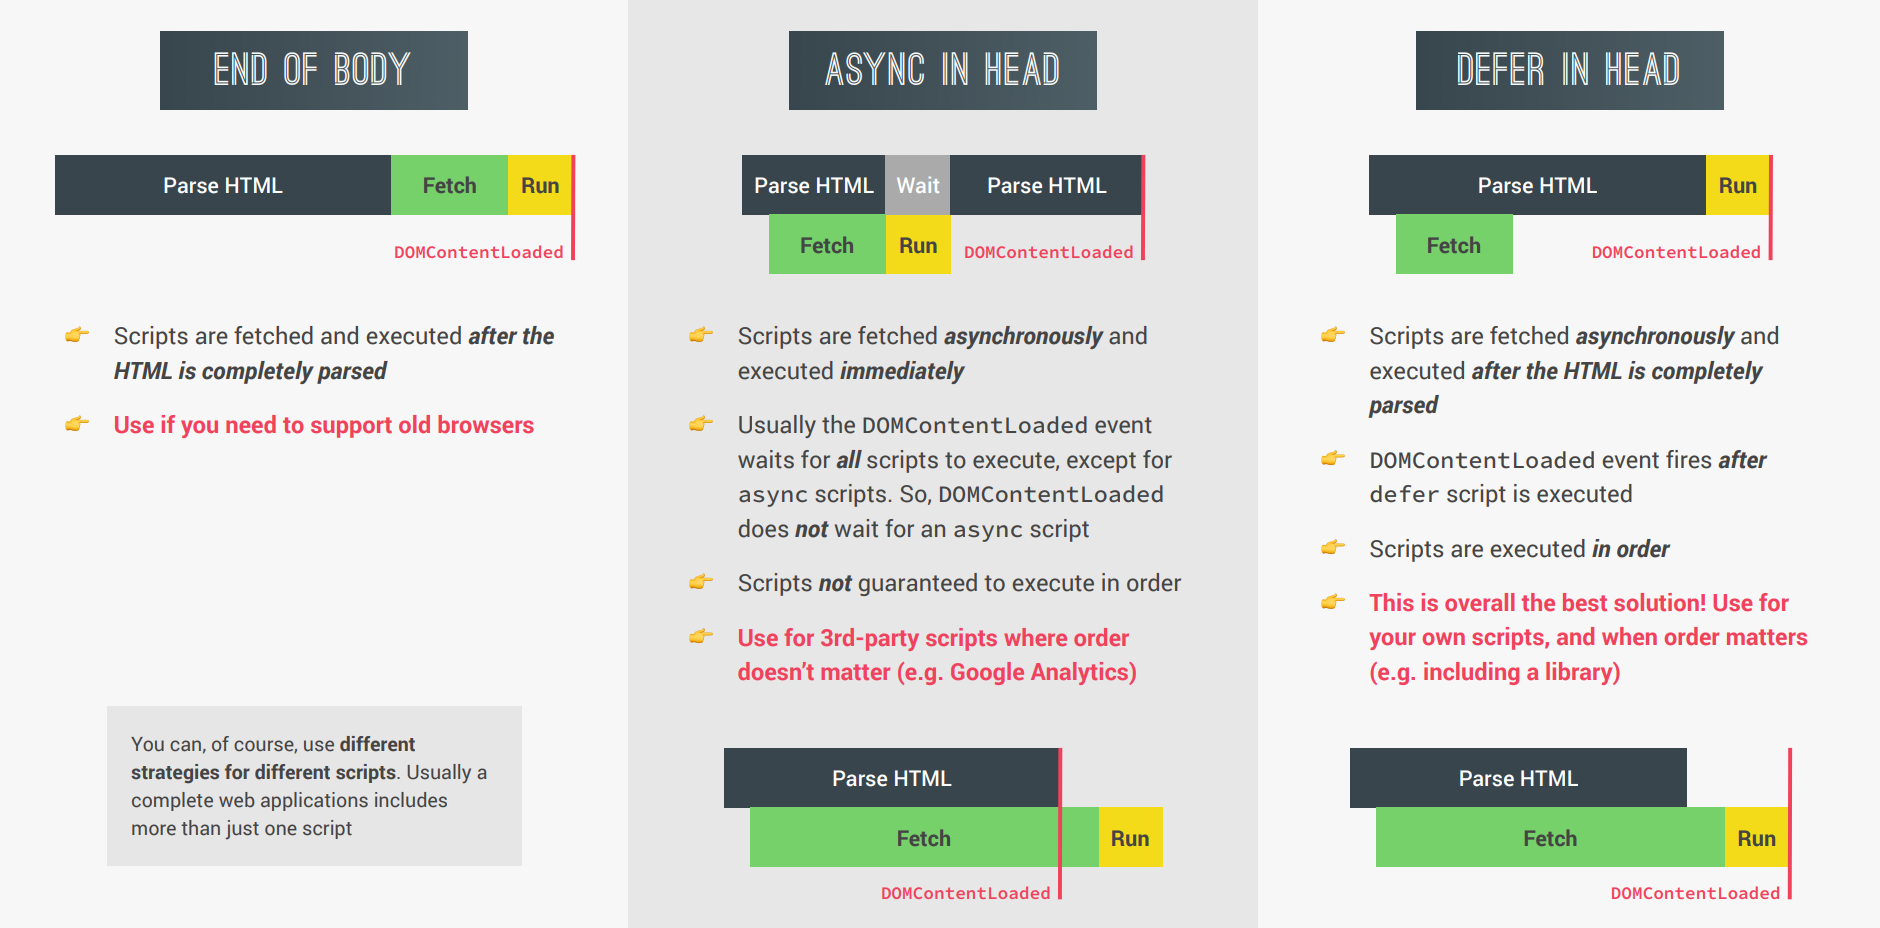 END OF BODY
Parse HTML
Fetch
Run
DOMContentLoaded
Scripts are fetched and executed after the
HTML is completely parsed
Use if you need to support old browsers
You can, of course, use different
strategies for different scripts. Usually a
complete web applications includes
more than just one script
ASYNC IN HEAD
Parse HTML
Wait
Parse HTML
Fetch
Run
DOMContentLoaded
Scripts are fetched asynchronously and
executed immediately
Usually the DOMContentLoaded event
waits for all scripts to execute, except for
async scripts. So, DOMContentLoaded
does not wait for an async script
Scripts not guaranteed to execute in order
Use for 3rd-party scripts where order
doesn’t matter (e.g. Google Analytics)
Parse HTML
Fetch
Run
DOMContentLoaded
DEFER IN HEAD
Parse HTML
Run
Fetch
DOMContentLoaded
Scripts are fetched asynchronously and
executed after the HTML is completely
parsed
DOMContentLoaded event fires after
defer script is executed
Scripts are executed in order
This is overall the best solution! Use for
your own scripts, and when order matters
(e.g. including a library)
Parse HTML
Fetch
Run
DOMContentLoaded